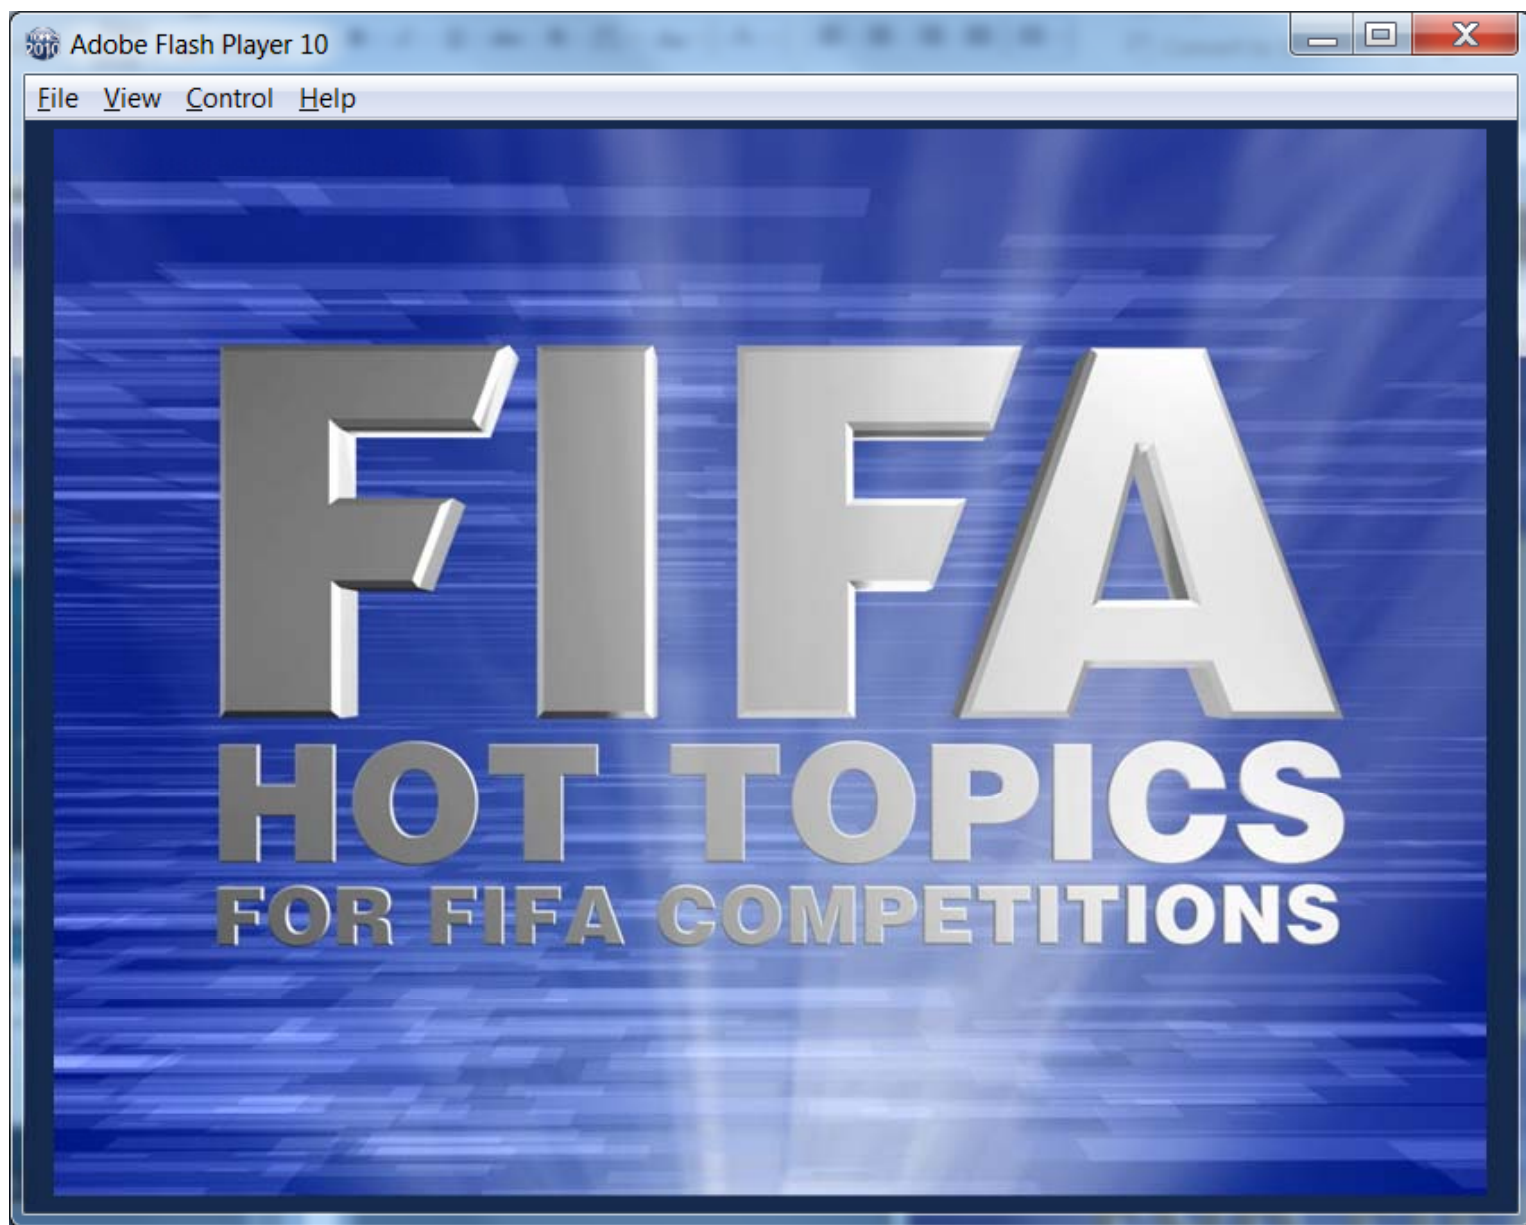 Adobe Flash Player 10
File View Control Help
FIFA
HOT TOPICS
FOR FIFA COMPETITIONS